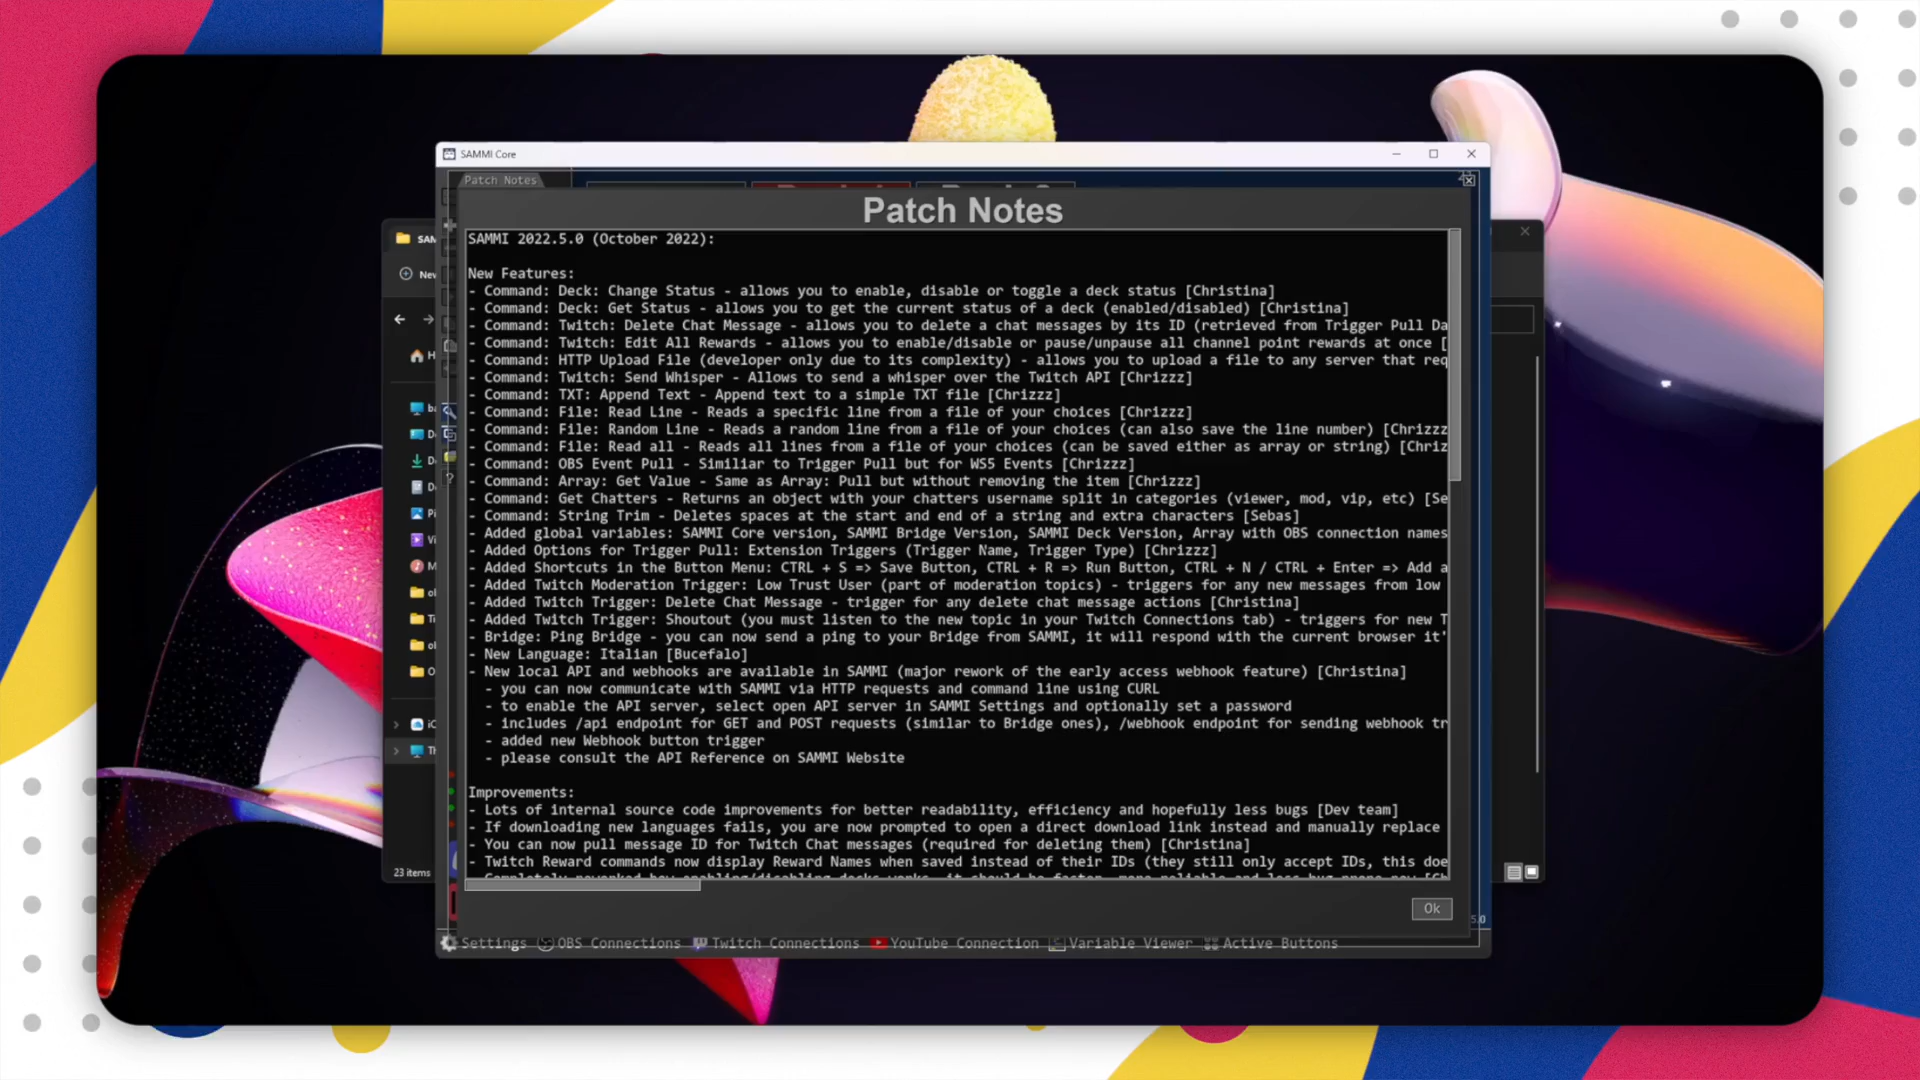 SAMMI Core
Patch Notes
Patch Notes
SAMMI 2022.5.0 (October 2022):
New Features:
- Command: Deck: Change Status - allows you to enable, disable or toggle a deck status [Christina]
- Command: Deck: Get Status - allows you to get the current status of a deck (enabled/disabled) [Christina]
- Command: Twitch: Delete Chat Message - allows you to delete a chat messages by its ID (retrieved from Trigger Pull Da
- Command: Twitch: Edit All Rewards - allows you to enable/disable or pause/unpause all channel point rewards at once [
- Command: HTTP Upload File (developer only due to its complexity) - allows you to upload a file to any server that req
- Command: Twitch: Send Whisper - Allows to send a whisper over the Twitch API [Chrizzz]
- Command: TXT: Append Text - Append text to a simple TXT file [Chrizzz]
- Command: File: Read Line - Reads a specific line from a file of your choices [Chrizzz]
- Command: File: Random Line - Reads a random line from a file of your choices (can also save the line number) [Chrizzz
- Command: File: Read all - Reads all lines from a file of your choices (can be saved either as array or string) [Chriz
- Command: OBS Event Pull - Similiar to Trigger Pull but for WS5 Events [Chrizzz]
- Command: Array: Get Value - Same as Array: Pull but without removing the item [Chrizzz]
- Command: Get Chatters - Returns an object with your chatters username split in categories (viewer, mod, vip, etc) [Se
- Command: String Trim - Deletes spaces at the start and end of a string and extra characters [Sebas]
- Added global variables: SAMMI Core version, SAMMI Bridge Version, SAMMI Deck Version, Array with OBS connection names
- Added Options for Trigger Pull: Extension Triggers (Trigger Name, Trigger Type) [Chrizzz]
- Added Shortcuts in the Button Menu: CTRL + S => Save Button, CTRL + R => Run Button, CTRL + N / CTRL + Enter => Add a
- Added Twitch Moderation Trigger: Low Trust User (part of moderation topics) - triggers for any new messages from low
- Added Twitch Trigger: Delete Chat Message - trigger for any delete chat message actions [Christina]
- Added Twitch Trigger: Shoutout (you must listen to the new topic in your Twitch Connections tab) - triggers for new T
- Bridge: Ping Bridge - you can now send a ping to your Bridge from SAMMI, it will respond with the current browser it'
- New Language: Italian [Bucefalo]
- New local API and webhooks are available in SAMMI (major rework of the early access webhook feature) [Christina]
- you can now communicate with SAMMI via HTTP requests and command line using CURL
- to enable the API server, select open API server in SAMMI Settings and optionally set a password
- includes /api endpoint for GET and POST requests (similar to Bridge ones), /webhook endpoint for sending webhook tr
- added new Webhook button trigger
- please consult the API Reference on SAMMI Website
Improvements:
- Lots of internal source code improvements for better readability, efficiency and hopefully less bugs [Dev team]
- If downloading new languages fails, you are now prompted to open a direct download link instead and manually replace
- You can now pull message ID for Twitch Chat messages (required for deleting them) [Christina]
- Twitch Reward commands now display Reward Names when saved instead of their IDs (they still only accept IDs, this doe
Ok
5.0
Settings OBS Connections Twitch Connections YouTube Connection Variable Viewer Active Buttons
SAM
New
23 items